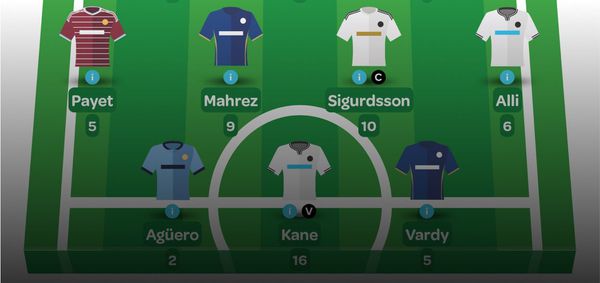 i i i C i
Payet Mahrez Sigurdsson Alli
5 9 10 6
i i V i
Agüero Kane Vardy
2 16 5